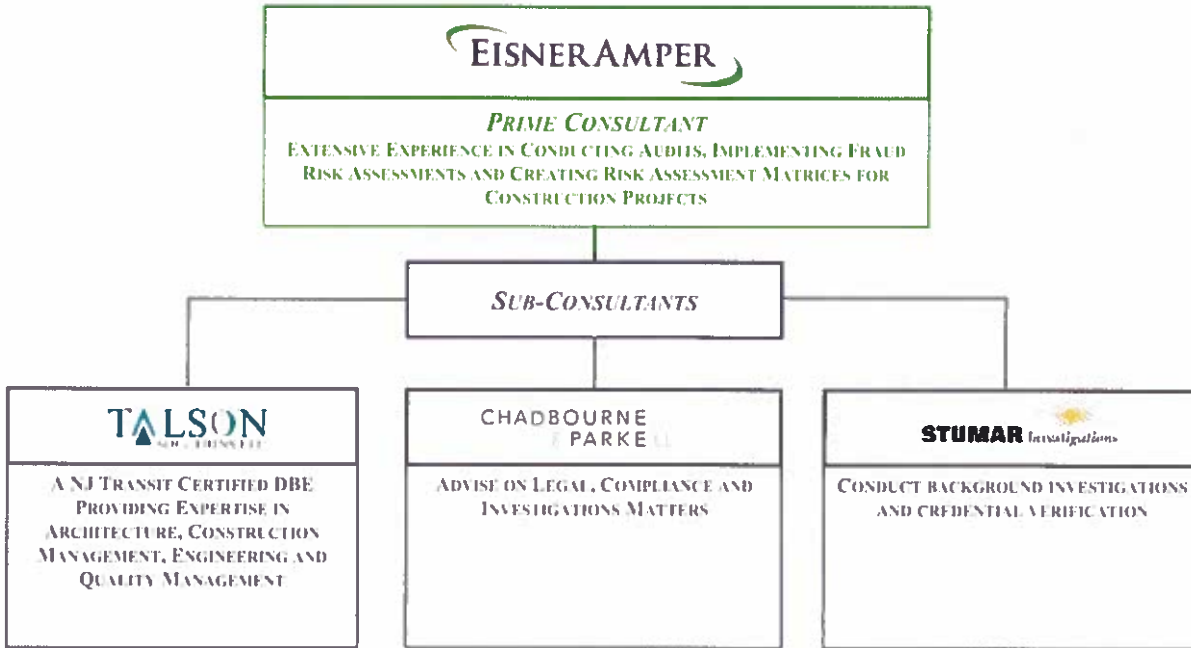 EISNERAMPER
PRIME CONSULTANT
EXTENSIVE EXPERIENCE IN CONDUCTING AUDITS, IMPLEMENTING FRAUD
RISK ASSESSMENTS AND CREATING RISK ASSESSMENT MATRICES FOR
CONSTRUCTION PROJECTS
SUB-CONSULTANTS
TALSON
SOLUTIONS LLC
A NJ TRANSIT CERTIFIED DBE
PROVIDING EXPERTISE IN
ARCHITECTURE, CONSTRUCTION
MANAGEMENT, ENGINEERING AND
QUALITY MANAGEMENT
CHADBOURNE
PARKE
ADVISE ON LEGAL, COMPLIANCE AND
INVESTIGATIONS MATTERS
STUMAR Investigations
CONDUCT BACKGROUND INVESTIGATIONS
AND CREDENTIAL VERIFICATION